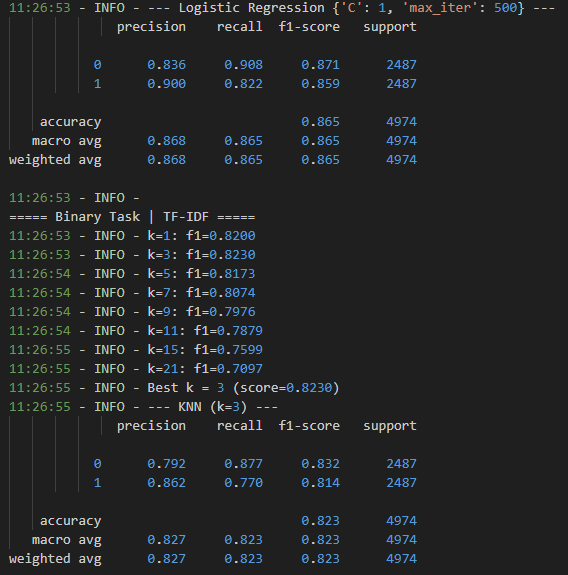 11:26:53 - INFO - --- Logistic Regression {'C': 1, 'max_iter': 500} ---
precision recall f1-score support
0 0.836 0.908 0.871 2487
1 0.900 0.822 0.859 2487
accuracy 0.865 4974
macro avg 0.868 0.865 0.865 4974
weighted avg 0.868 0.865 0.865 4974
11:26:53 - INFO -
===== Binary Task | TF-IDF =====
11:26:53 - INFO - k=1: f1=0.8200
11:26:53 - INFO - k=3: f1=0.8230
11:26:54 - INFO - k=5: f1=0.8173
11:26:54 - INFO - k=7: f1=0.8074
11:26:54 - INFO - k=9: f1=0.7976
11:26:54 - INFO - k=11: f1=0.7879
11:26:55 - INFO - k=15: f1=0.7599
11:26:55 - INFO - k=21: f1=0.7097
11:26:55 - INFO - Best k = 3 (score=0.8230)
11:26:55 - INFO - --- KNN (k=3) ---
precision recall f1-score support
0 0.792 0.877 0.832 2487
1 0.862 0.770 0.814 2487
accuracy 0.823 4974
macro avg 0.827 0.823 0.823 4974
weighted avg 0.827 0.823 0.823 4974